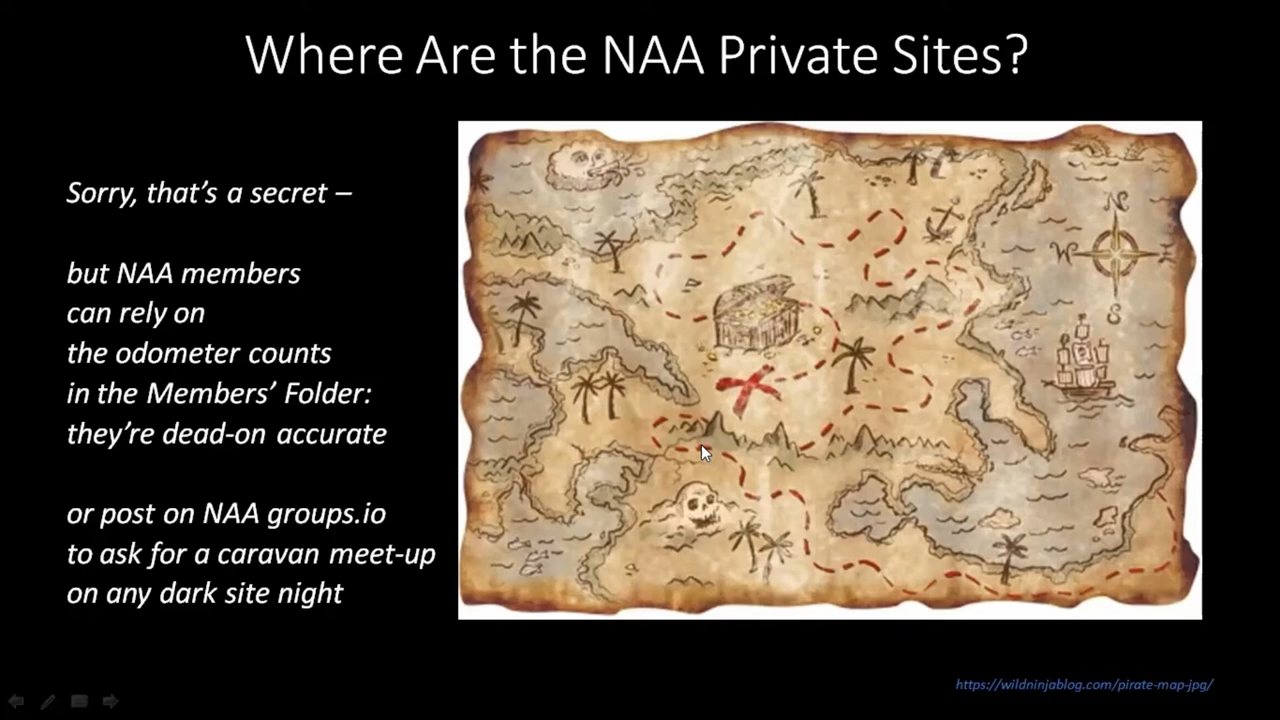 Where Are the NAA Private Sites?
Sorry, that's a secret –
but NAA members
can rely on
the odometer counts
in the Members' Folder:
they're dead-on accurate
or post on NAA groups.io
to ask for a caravan meet-up
on any dark site night
N
W
E
S
https://wildninjablog.com/pirate-map-jpg/